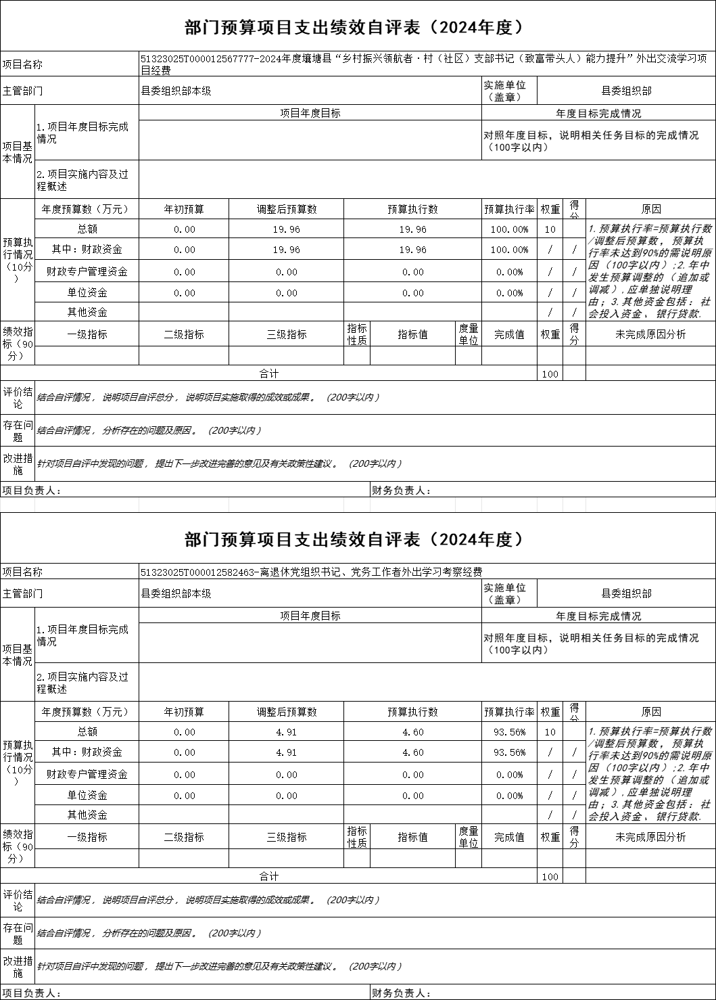 部门预算项目支出绩效自评表（2024年度）
项目名称
51323025T000012567777-2024年度壤塘县“乡村振兴领航者·村（社区）支部书记（致富带头人）能力提升”外出交流学习项
目经费
主管部门
县委组织部本级
实施单位
（盖章）
县委组织部
项目基
本情况
1.项目年度目标完成
情况
项目年度目标
年度目标完成情况
对照年度目标，说明相关任务目标的完成情况
（100字以内）
2.项目实施内容及过
程概述
预算执
行情况
（10分
）
年度预算数（万元） 年初预算 调整后预算数 预算执行数 预算执行率 权重 得分 原因
总额 0.00 19.96 19.96 100.00% 10
其中：财政资金 0.00 19.96 19.96 100.00% / /
财政专户管理资金 0.00 0.00 0.00 0.00% / /
单位资金 0.00 0.00 0.00 0.00% / /
其他资金 / /
1.预算执行率=预算执行数
/调整后预算数，预算执
行率未达到90%的需说明原
因（100字以内）;2.年中
发生预算调整的（追加或
调减）,应单独说明理
由；3.其他资金包括：社
会投入资金、银行贷款.
绩效指
标（90
分）
一级指标 二级指标 三级指标 指标性质 指标值 度量单位 完成值 权重 得分 未完成原因分析
合计 100
评价结
论
结合自评情况，说明项目自评总分，说明项目实施取得的成效或成果。（200字以内）
存在问
题
结合自评情况，分析存在的问题及原因。（200字以内）
改进措
施
针对项目自评中发现的问题，提出下一步改进完善的意见及有关政策性建议。（200字以内）
项目负责人： 财务负责人：
部门预算项目支出绩效自评表（2024年度）
项目名称
51323025T000012582463-离退休党组织书记、党务工作者外出学习考察经费
主管部门
县委组织部本级
实施单位
（盖章）
县委组织部
项目基
本情况
1.项目年度目标完成
情况
项目年度目标
年度目标完成情况
对照年度目标，说明相关任务目标的完成情况
（100字以内）
2.项目实施内容及过
程概述
预算执
行情况
（10分
）
年度预算数（万元） 年初预算 调整后预算数 预算执行数 预算执行率 权重 得分 原因
总额 0.00 4.91 4.60 93.56% 10
其中：财政资金 0.00 4.91 4.60 93.56% / /
财政专户管理资金 0.00 0.00 0.00 0.00% / /
单位资金 0.00 0.00 0.00 0.00% / /
其他资金 / /
1.预算执行率=预算执行数
/调整后预算数，预算执
行率未达到90%的需说明原
因（100字以内）;2.年中
发生预算调整的（追加或
调减）,应单独说明理
由；3.其他资金包括：社
会投入资金、银行贷款.
绩效指
标（90
分）
一级指标 二级指标 三级指标 指标性质 指标值 度量单位 完成值 权重 得分 未完成原因分析
合计 100
评价结
论
结合自评情况，说明项目自评总分，说明项目实施取得的成效或成果。（200字以内）
存在问
题
结合自评情况，分析存在的问题及原因。（200字以内）
改进措
施
针对项目自评中发现的问题，提出下一步改进完善的意见及有关政策性建议。（200字以内）
项目负责人： 财务负责人：